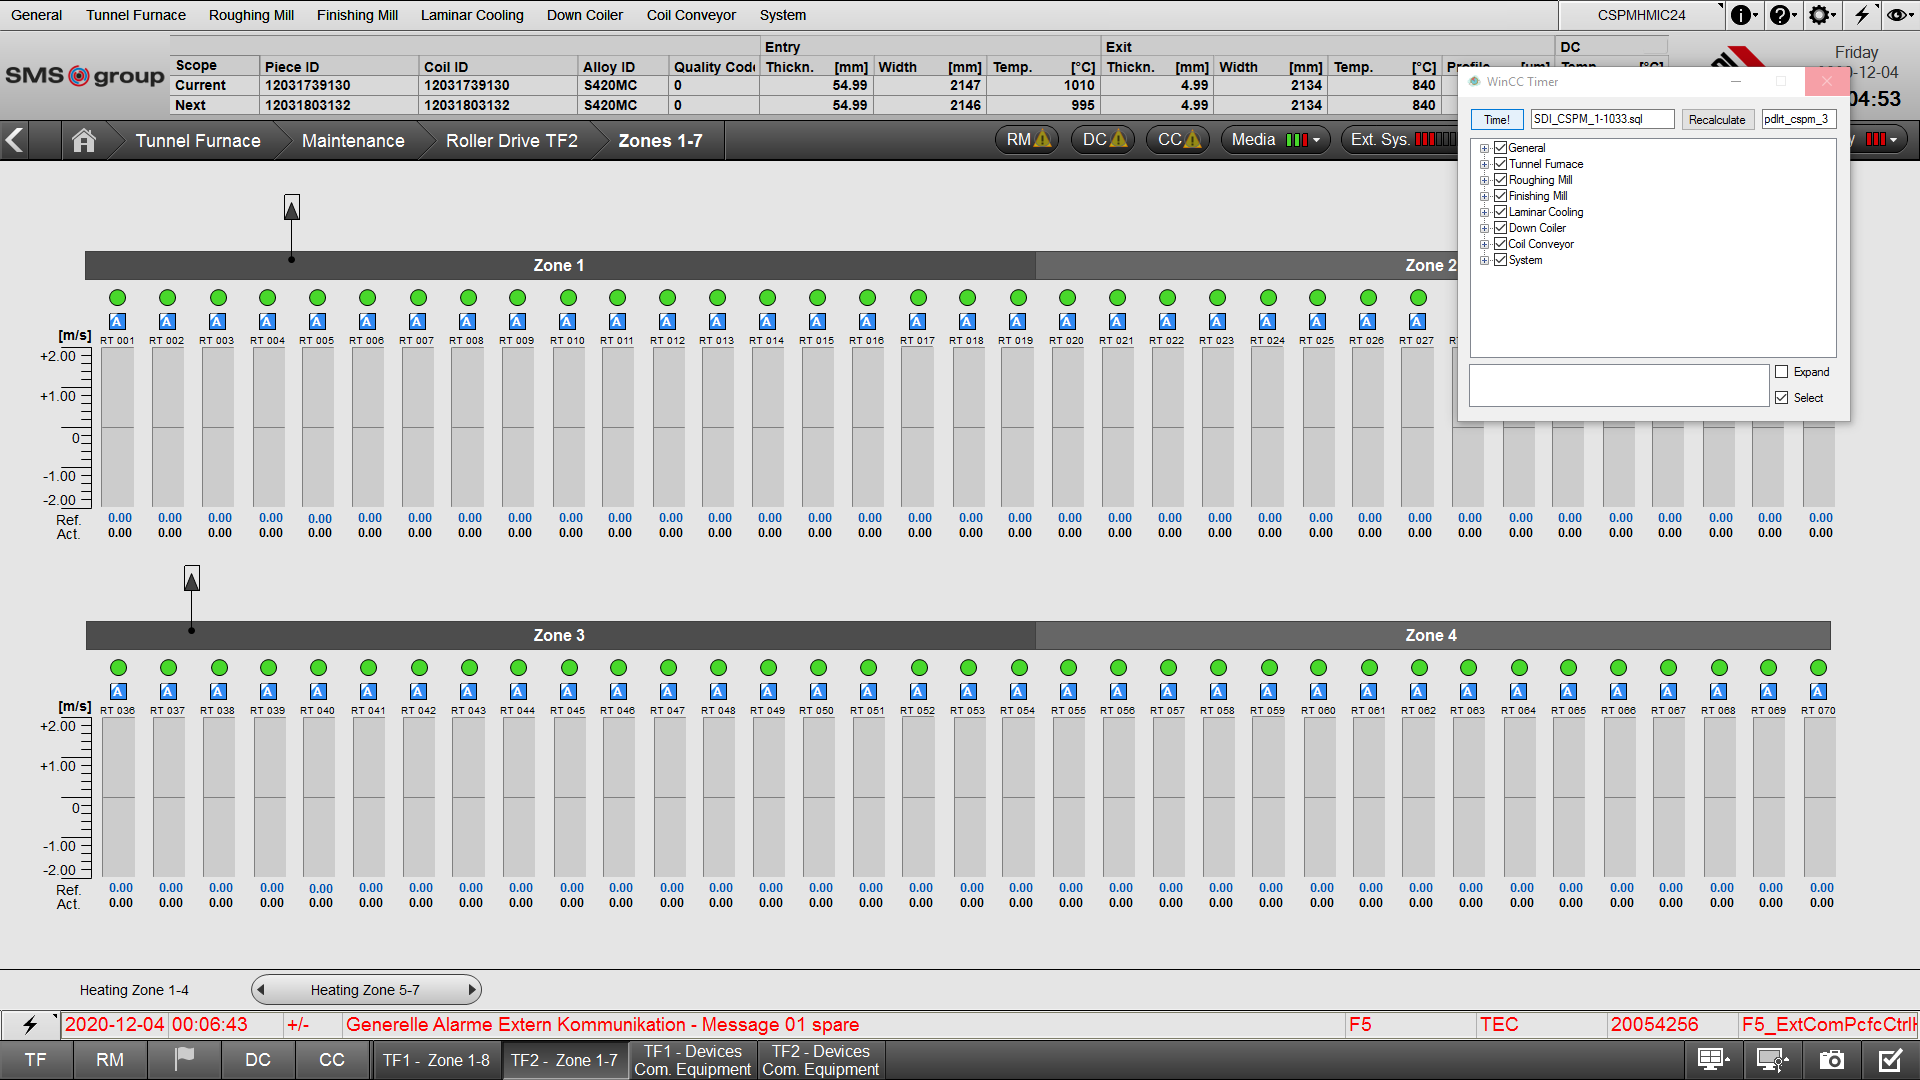 General Tunnel Furnace Roughing Mill Finishing Mill Laminar Cooling Down Coiler Coil Conveyor System CSPMHMIC24
SMS group
Entry Exit DC
Scope Piece ID Coil ID Alloy ID Quality Code Thickn. [mm] Width [mm] Temp. [°C] Thickn. [mm] Width [mm] Temp. [°C]
Current 12031739130 12031739130 S420MC 0 54.99 2147 1010 4.99 2134 840
Next 12031803132 12031803132 S420MC 0 54.99 2146 995 4.99 2134 840
Friday
-12-04
04:53
Tunnel Furnace Maintenance Roller Drive TF2 Zones 1-7 RM DC CC Media Ext. Sys.
WinCC Timer
Time! SDI_CSPM_1-1033.sql Recalculate pdlrt_cspm_3
General
Tunnel Furnace
Roughing Mill
Finishing Mill
Laminar Cooling
Down Coiler
Coil Conveyor
System
Expand
Select
Zone 1 Zone 2
A A A A A A A A A A A A A A A A A A A A A A A A A A A
[m/s] RT 001 RT 002 RT 003 RT 004 RT 005 RT 006 RT 007 RT 008 RT 009 RT 010 RT 011 RT 012 RT 013 RT 014 RT 015 RT 016 RT 017 RT 018 RT 019 RT 020 RT 021 RT 022 RT 023 RT 024 RT 025 RT 026 RT 027
+2.00
+1.00
0
-1.00
-2.00
Ref. 0.00 0.00 0.00 0.00 0.00 0.00 0.00 0.00 0.00 0.00 0.00 0.00 0.00 0.00 0.00 0.00 0.00 0.00 0.00 0.00 0.00 0.00 0.00 0.00 0.00 0.00 0.00 0.00 0.00 0.00 0.00 0.00 0.00 0.00 0.00
Act. 0.00 0.00 0.00 0.00 0.00 0.00 0.00 0.00 0.00 0.00 0.00 0.00 0.00 0.00 0.00 0.00 0.00 0.00 0.00 0.00 0.00 0.00 0.00 0.00 0.00 0.00 0.00 0.00 0.00 0.00 0.00 0.00 0.00 0.00 0.00
Zone 3 Zone 4
A A A A A A A A A A A A A A A A A A A A A A A A A A A A A A A A A A A
[m/s] RT 036 RT 037 RT 038 RT 039 RT 040 RT 041 RT 042 RT 043 RT 044 RT 045 RT 046 RT 047 RT 048 RT 049 RT 050 RT 051 RT 052 RT 053 RT 054 RT 055 RT 056 RT 057 RT 058 RT 059 RT 060 RT 061 RT 062 RT 063 RT 064 RT 065 RT 066 RT 067 RT 068 RT 069 RT 070
+2.00
+1.00
0
-1.00
-2.00
Ref. 0.00 0.00 0.00 0.00 0.00 0.00 0.00 0.00 0.00 0.00 0.00 0.00 0.00 0.00 0.00 0.00 0.00 0.00 0.00 0.00 0.00 0.00 0.00 0.00 0.00 0.00 0.00 0.00 0.00 0.00 0.00 0.00 0.00 0.00 0.00
Act. 0.00 0.00 0.00 0.00 0.00 0.00 0.00 0.00 0.00 0.00 0.00 0.00 0.00 0.00 0.00 0.00 0.00 0.00 0.00 0.00 0.00 0.00 0.00 0.00 0.00 0.00 0.00 0.00 0.00 0.00 0.00 0.00 0.00 0.00 0.00
Heating Zone 1-4 Heating Zone 5-7
2020-12-04 00:06:43 +/- Generelle Alarme Extern Kommunikation - Message 01 spare F5 TEC 20054256 F5_ExtComPcfcCtrl
TF RM DC CC TF1 - Zone 1-8 TF2 - Zone 1-7 TF1 - Devices Com. Equipment TF2 - Devices Com. Equipment